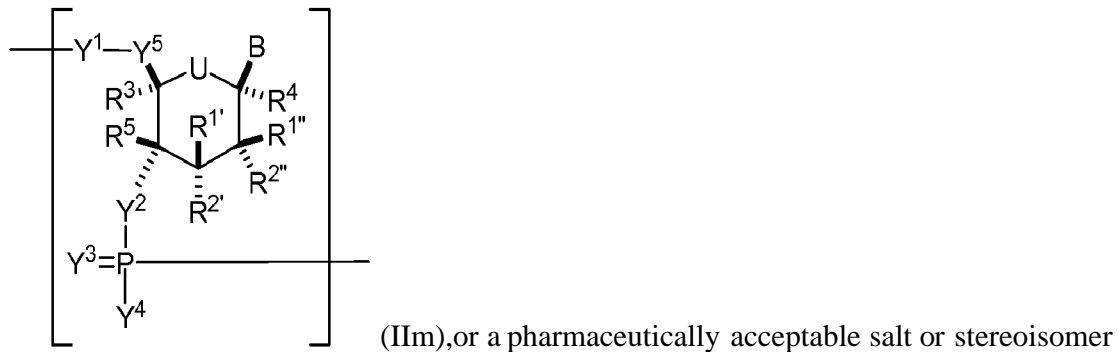 Y¹ Y⁵ B
U
R³ R⁴
R⁵ R¹' R¹"
R²"
Y² R²'
Y³=P
Y⁴
(IIm),or a pharmaceutically acceptable salt or stereoisomer